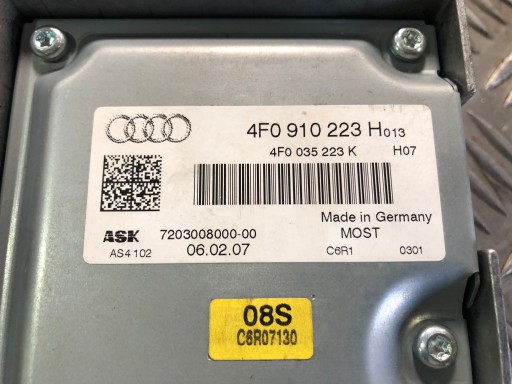 4F0 910 223 H013
4F0 035 223 K H07
Made in Germany
ASK 7203008000-00 MOST
AS4 102 06.02.07 C6R1 0301
08S
C6R07130